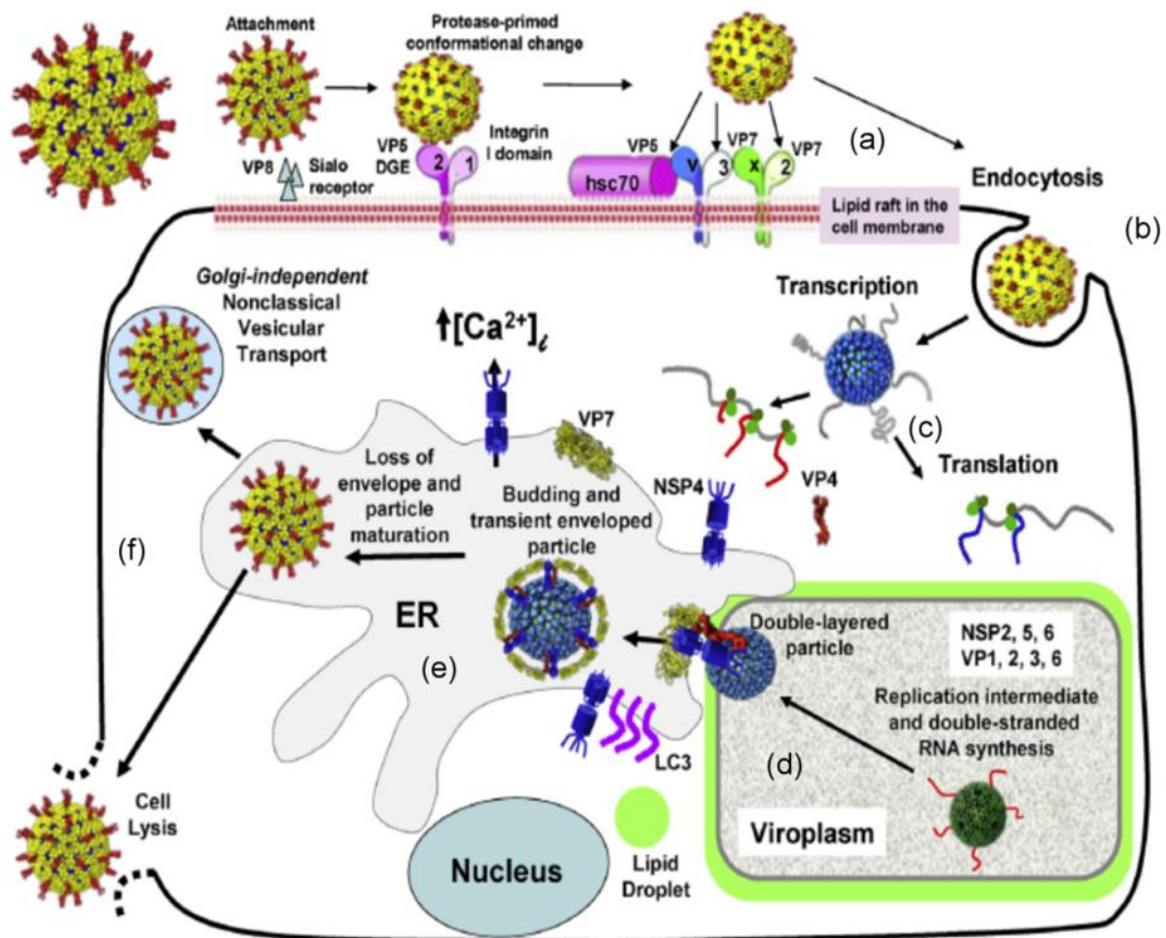 Attachment
Protease-primed
conformational change
VP8
Sialo
receptor
VP5
DGE
2
1
Integrin
I domain
VP5
hsc70
v
3
VP7
x
2
VP7
(a)
Endocytosis
Lipid raft in the
cell membrane
(b)
Golgi-independent
Nonclassical
Vesicular
Transport
↑[Ca²⁺]ᵢ
Transcription
(c)
Translation
VP7
NSP4
VP4
Loss of
envelope and
particle
maturation
Budding and
transient enveloped
particle
(f)
ER
(e)
Double-layered
particle
NSP2, 5, 6
VP1, 2, 3, 6
Replication intermediate
and double-stranded
RNA synthesis
(d)
LC3
Viroplasm
Cell
Lysis
Nucleus
Lipid
Droplet